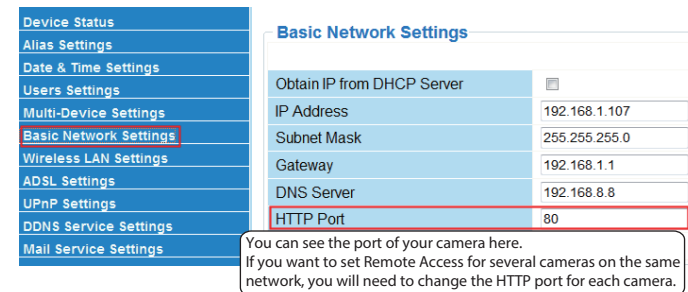 Device Status
Alias Settings
Date & Time Settings
Users Settings
Multi-Device Settings
Basic Network Settings
Wireless LAN Settings
ADSL Settings
UPnP Settings
DDNS Service Settings
Mail Service Settings
Basic Network Settings
Obtain IP from DHCP Server
IP Address 192.168.1.107
Subnet Mask 255.255.255.0
Gateway 192.168.1.1
DNS Server 192.168.8.8
HTTP Port 80
You can see the port of your camera here.
If you want to set Remote Access for several cameras on the same
network, you will need to change the HTTP port for each camera.